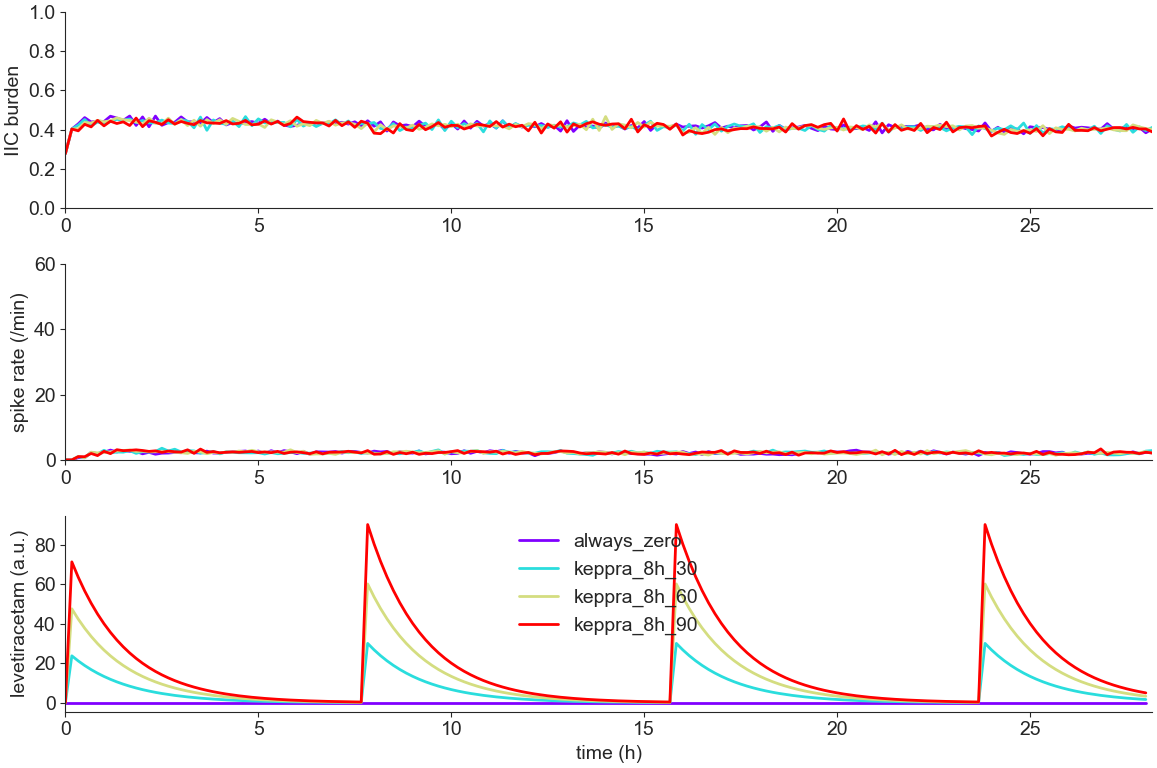 IIC burden
1.0
0.8
0.6
0.4
0.2
0.0
0 5 10 15 20 25
spike rate (/min)
60
40
20
0
0 5 10 15 20 25
levetiracetam (a.u.)
80
60
40
20
0
always_zero
keppra_8h_30
keppra_8h_60
keppra_8h_90
0 5 10 15 20 25
time (h)